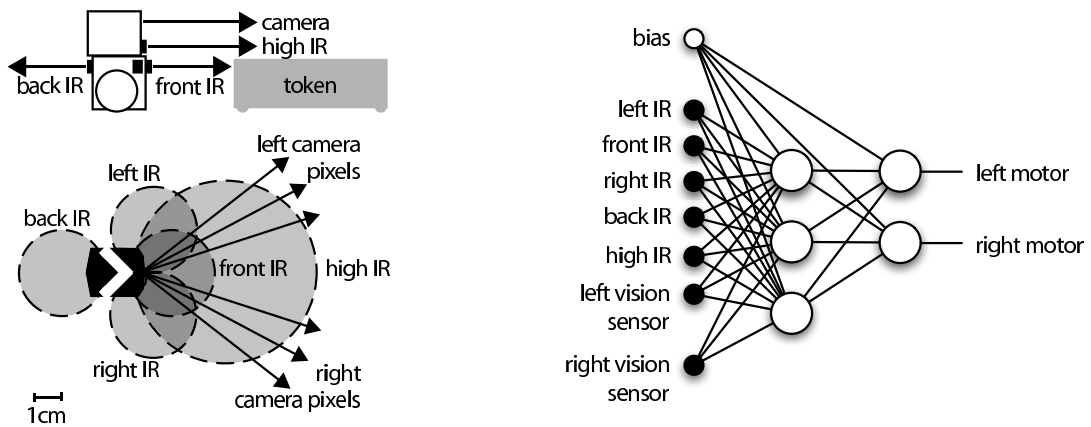 camera
high IR
back IR
front IR
token
left camera
pixels
left IR
back IR
front IR
high IR
right IR
right
camera pixels
1cm
bias
left IR
front IR
right IR
back IR
high IR
left vision
sensor
right vision
sensor
left motor
right motor